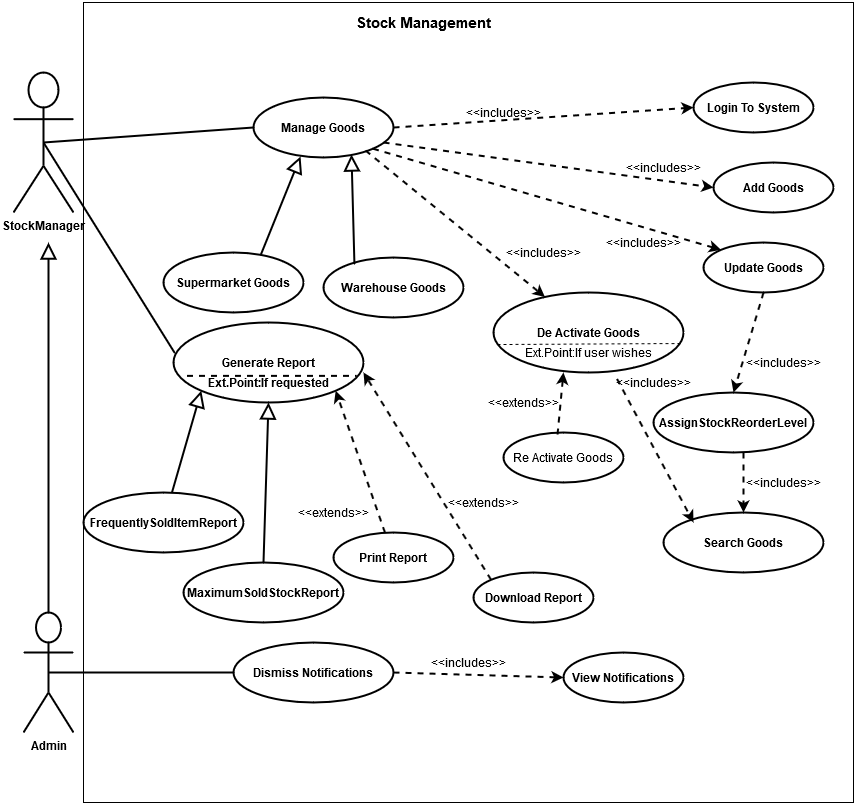 Stock Management
Login To System
<<includes>>
Manage Goods
<<includes>>
Add Goods
StockManager
<<includes>>
<<includes>>
Update Goods
Supermarket Goods
Warehouse Goods
De Activate Goods
Ext.Point:If user wishes
Generate Report
Ext.Point:If requested
<<includes>>
<<includes>>
<<extends>>
AssignStockReorderLevel
Re Activate Goods
<<includes>>
<<extends>>
<<extends>>
FrequentlySoldItemReport
Search Goods
Print Report
MaximumSoldStockReport
Download Report
<<includes>>
Dismiss Notifications
View Notifications
Admin